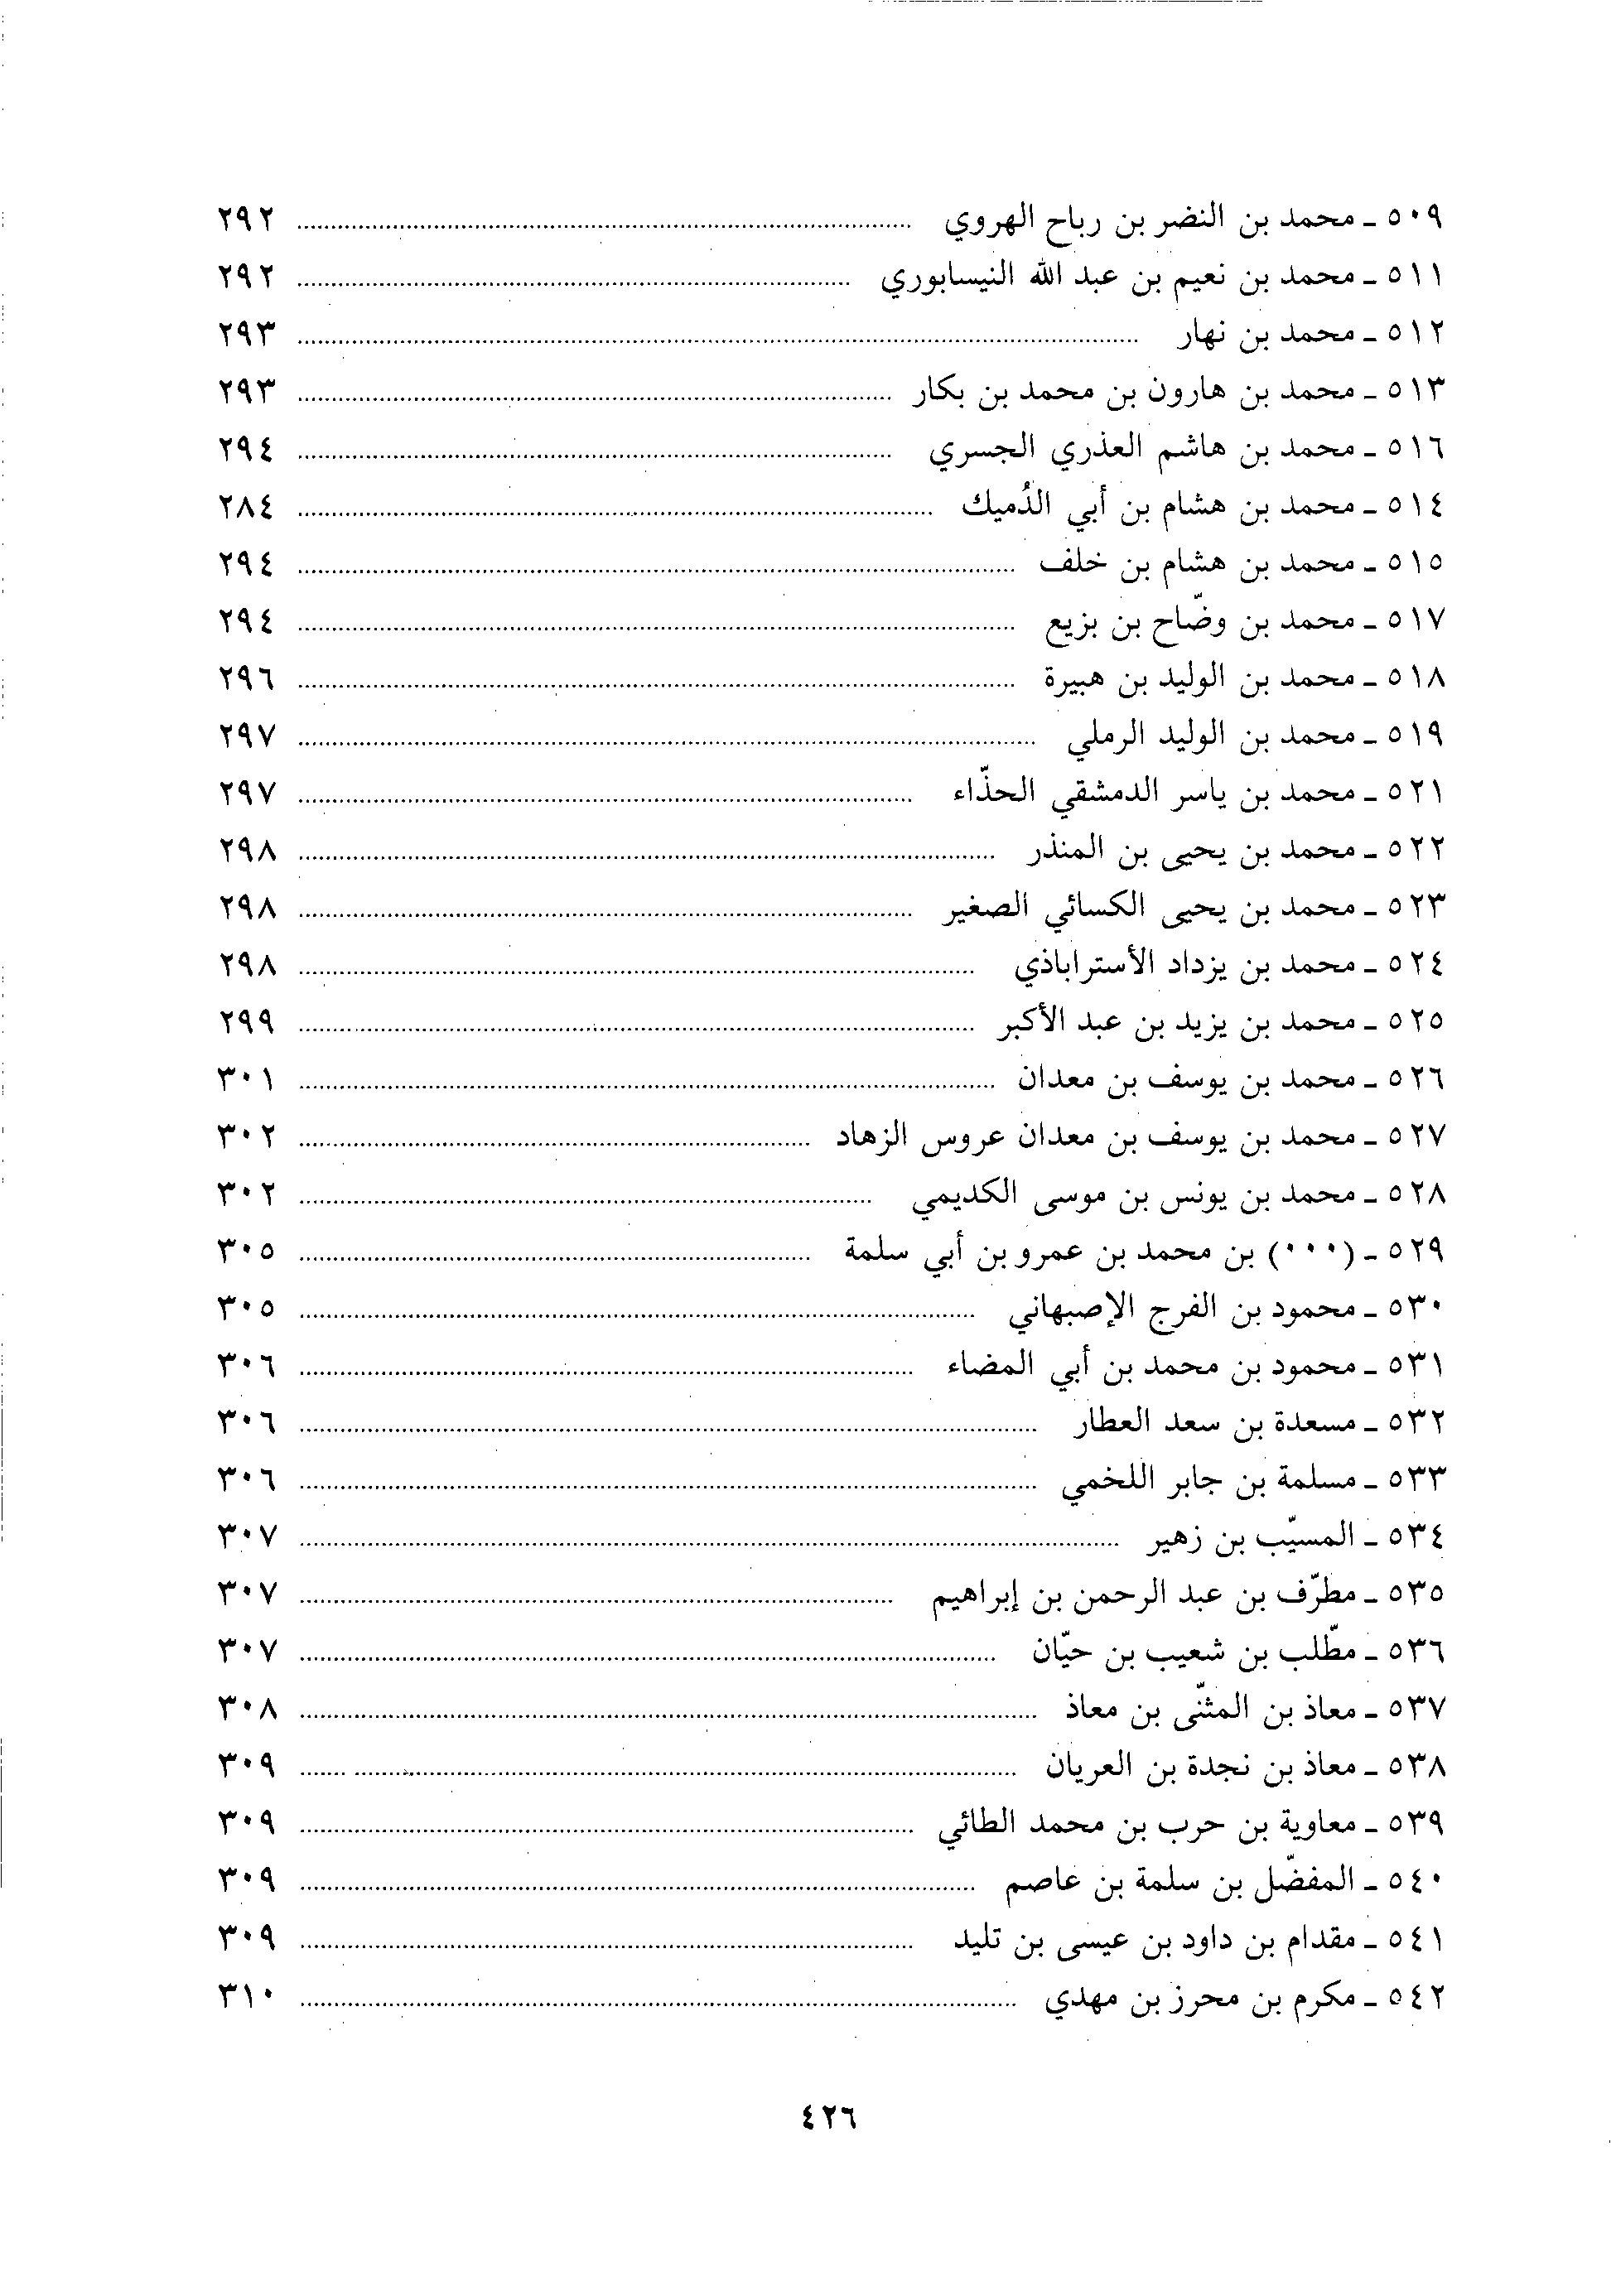 ٥٠٩ ـ محمد بن النضر بن رباح الهروي ........ ٢٩٢
٥١١ ـ محمد بن نعيم بن عبد الله النيسابوري ........ ٢٩٢
٥١٢ ـ محمد بن نهار ........ ٢٩٣
٥١٣ ـ محمد بن هارون بن محمد بن بكار ........ ٢٩٣
٥١٦ ـ محمد بن هاشم العذري الجسري ........ ٢٩٤
٥١٤ ـ محمد بن هشام بن أبي الدُميك ........ ٢٨٤
٥١٥ ـ محمد بن هشام بن خلف ........ ٢٩٤
٥١٧ ـ محمد بن وضّاح بن بزيع ........ ٢٩٤
٥١٨ ـ محمد بن الوليد بن هبيرة ........ ٢٩٦
٥١٩ ـ محمد بن الوليد الرملي ........ ٢٩٧
٥٢١ ـ محمد بن ياسر الدمشقي الحذّاء ........ ٢٩٧
٥٢٢ ـ محمد بن يحيى بن المنذر ........ ٢٩٨
٥٢٣ ـ محمد بن يحيى الكسائي الصغير ........ ٢٩٨
٥٢٤ ـ محمد بن يزداد الأستراباذي ........ ٢٩٨
٥٢٥ ـ محمد بن يزيد بن عبد الأكبر ........ ٢٩٩
٥٢٦ ـ محمد بن يوسف بن معدان ........ ٣٠١
٥٢٧ ـ محمد بن يوسف بن معدان عروس الزهاد ........ ٣٠٢
٥٢٨ ـ محمد بن يونس بن موسى الكديمي ........ ٣٠٢
٥٢٩ ـ (٠٠٠) بن محمد بن عمرو بن أبي سلمة ........ ٣٠٥
٥٣٠ ـ محمود بن الفرج الإصبهاني ........ ٣٠٥
٥٣١ ـ محمود بن محمد بن أبي المضاء ........ ٣٠٦
٥٣٢ ـ مسعدة بن سعد العطار ........ ٣٠٦
٥٣٣ ـ مسلمة بن جابر اللخمي ........ ٣٠٦
٥٣٤ ـ المسيّب بن زهير ........ ٣٠٧
٥٣٥ ـ مطرّف بن عبد الرحمن بن إبراهيم ........ ٣٠٧
٥٣٦ ـ مطّلب بن شعيب بن حيّان ........ ٣٠٧
٥٣٧ ـ معاذ بن المثنّى بن معاذ ........ ٣٠٨
٥٣٨ ـ معاذ بن نجدة بن العريان ........ ٣٠٩
٥٣٩ ـ معاوية بن حرب بن محمد الطائي ........ ٣٠٩
٥٤٠ ـ المفضّل بن سلمة بن عاصم ........ ٣٠٩
٥٤١ ـ مقدام بن داود بن عيسى بن تليد ........ ٣٠٩
٥٤٢ ـ مكرم بن محرز بن مهدي ........ ٣١٠
٤٢٦